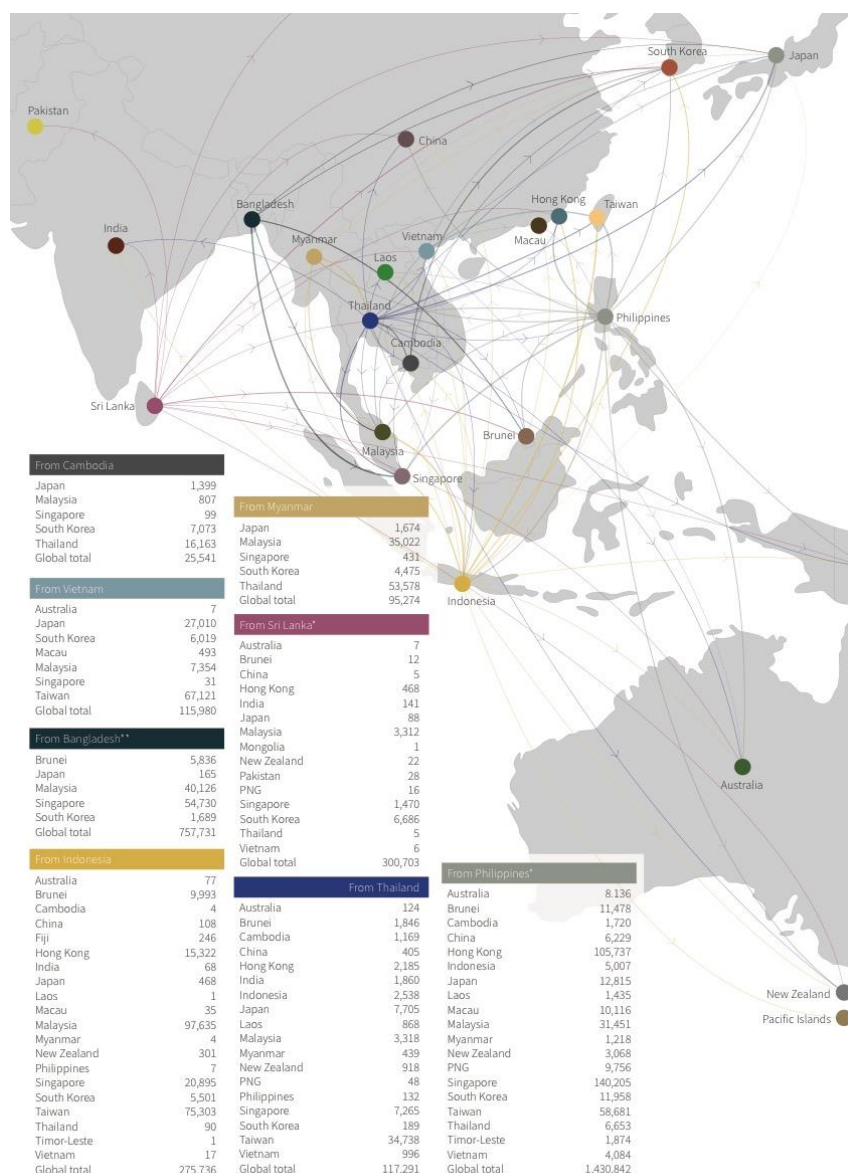 South Korea
Japan
Pakistan
China
Bangladesh
Hong Kong
Taiwan
India
Myanmar
Vietnam
Macau
Laos
Thailand
Philippines
Cambodia
Sri Lanka
Brunei
Malaysia
Singapore
Indonesia
Australia
New Zealand
Pacific Islands
From Cambodia
Japan 1,399
Malaysia 807
Singapore 99
South Korea 7,073
Thailand 16,163
Global total 25,541
From Vietnam
Australia 7
Japan 27,010
South Korea 6,019
Macau 493
Malaysia 7,354
Singapore 31
Taiwan 67,121
Global total 115,980
From Bangladesh**
Brunei 5,836
Japan 165
Malaysia 40,126
Singapore 54,730
South Korea 1,689
Global total 757,731
From Indonesia
Australia 77
Brunei 9,993
Cambodia 4
China 108
Fiji 246
Hong Kong 15,322
India 68
Japan 468
Laos 1
Macau 35
Malaysia 97,635
Myanmar 4
New Zealand 301
Philippines 7
Singapore 20,895
South Korea 5,501
Taiwan 75,303
Thailand 90
Timor-Leste 1
Vietnam 17
Global total 275,736
From Myanmar
Japan 1,674
Malaysia 35,022
Singapore 431
South Korea 4,475
Thailand 53,578
Global total 95,274
From Sri Lanka*
Australia 7
Brunei 12
China 5
Hong Kong 468
India 141
Japan 88
Malaysia 3,312
Mongolia 1
New Zealand 22
Pakistan 28
PNG 16
Singapore 1,470
South Korea 6,686
Thailand 5
Vietnam 6
Global total 300,703
From Thailand
Australia 124
Brunei 1,846
Cambodia 1,169
China 405
Hong Kong 2,185
India 1,860
Indonesia 2,538
Japan 7,705
Laos 868
Malaysia 3,318
Myanmar 439
New Zealand 918
PNG 48
Philippines 132
Singapore 7,265
South Korea 189
Taiwan 34,738
Vietnam 996
Global total 117,291
From Philippines*
Australia 8.136
Brunei 11,478
Cambodia 1,720
China 6,229
Hong Kong 105,737
Indonesia 5,007
Japan 12,815
Laos 1,435
Macau 10,116
Malaysia 31,451
Myanmar 1,218
New Zealand 3,068
PNG 9,756
Singapore 140,205
South Korea 11,958
Taiwan 58,681
Thailand 6,653
Timor-Leste 1,874
Vietnam 4,084
Global total 1,430,842